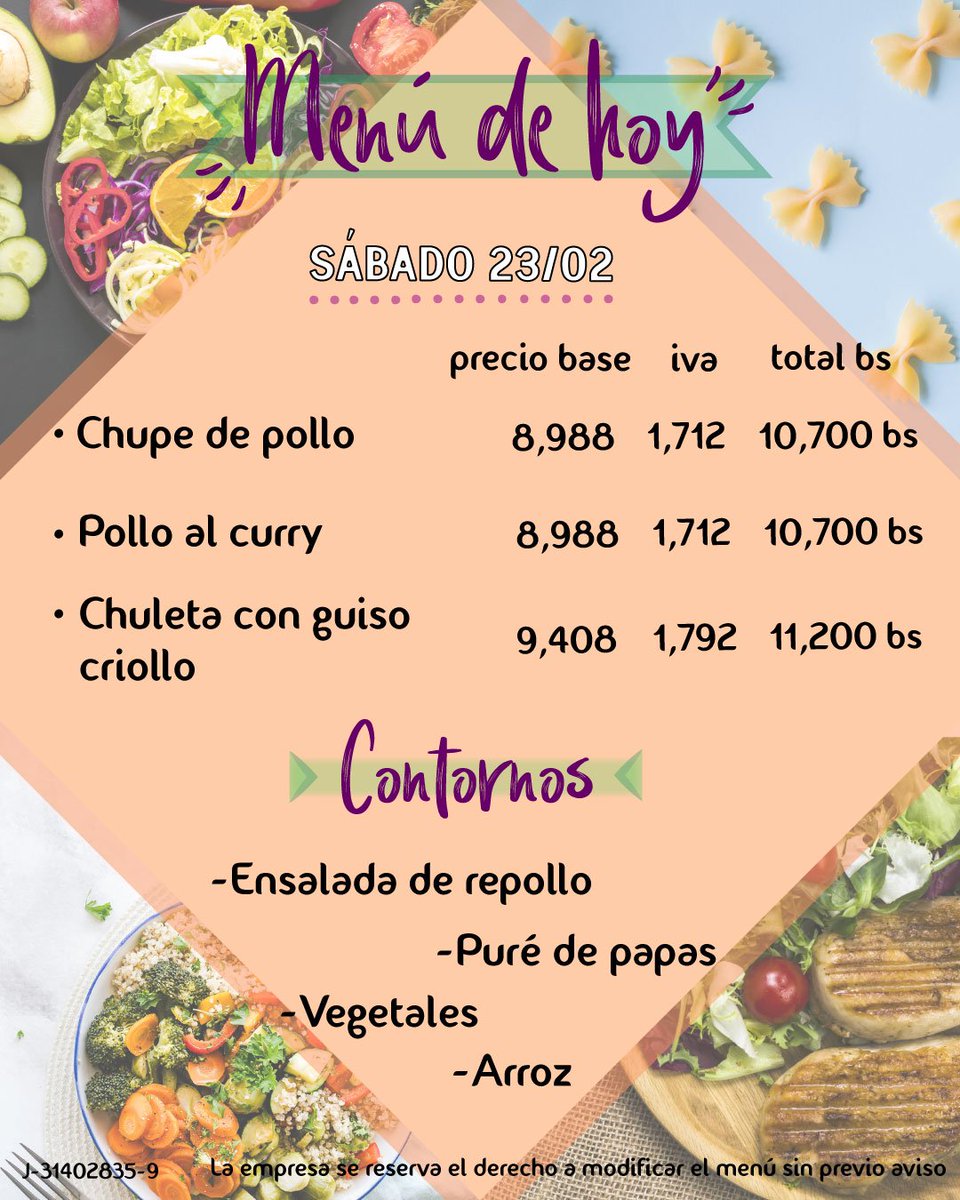 Menú de hoy
SÁBADO 23/02
precio base iva total bs
• Chupe de pollo 8,988 1,712 10,700 bs
• Pollo al curry 8,988 1,712 10,700 bs
• Chuleta con guiso
criollo 9,408 1,792 11,200 bs
Contornos
-Ensalada de repollo
-Puré de papas
-Vegetales
-Arroz
J-31402835-9 La empresa se reserva el derecho a modificar el menú sin previo aviso